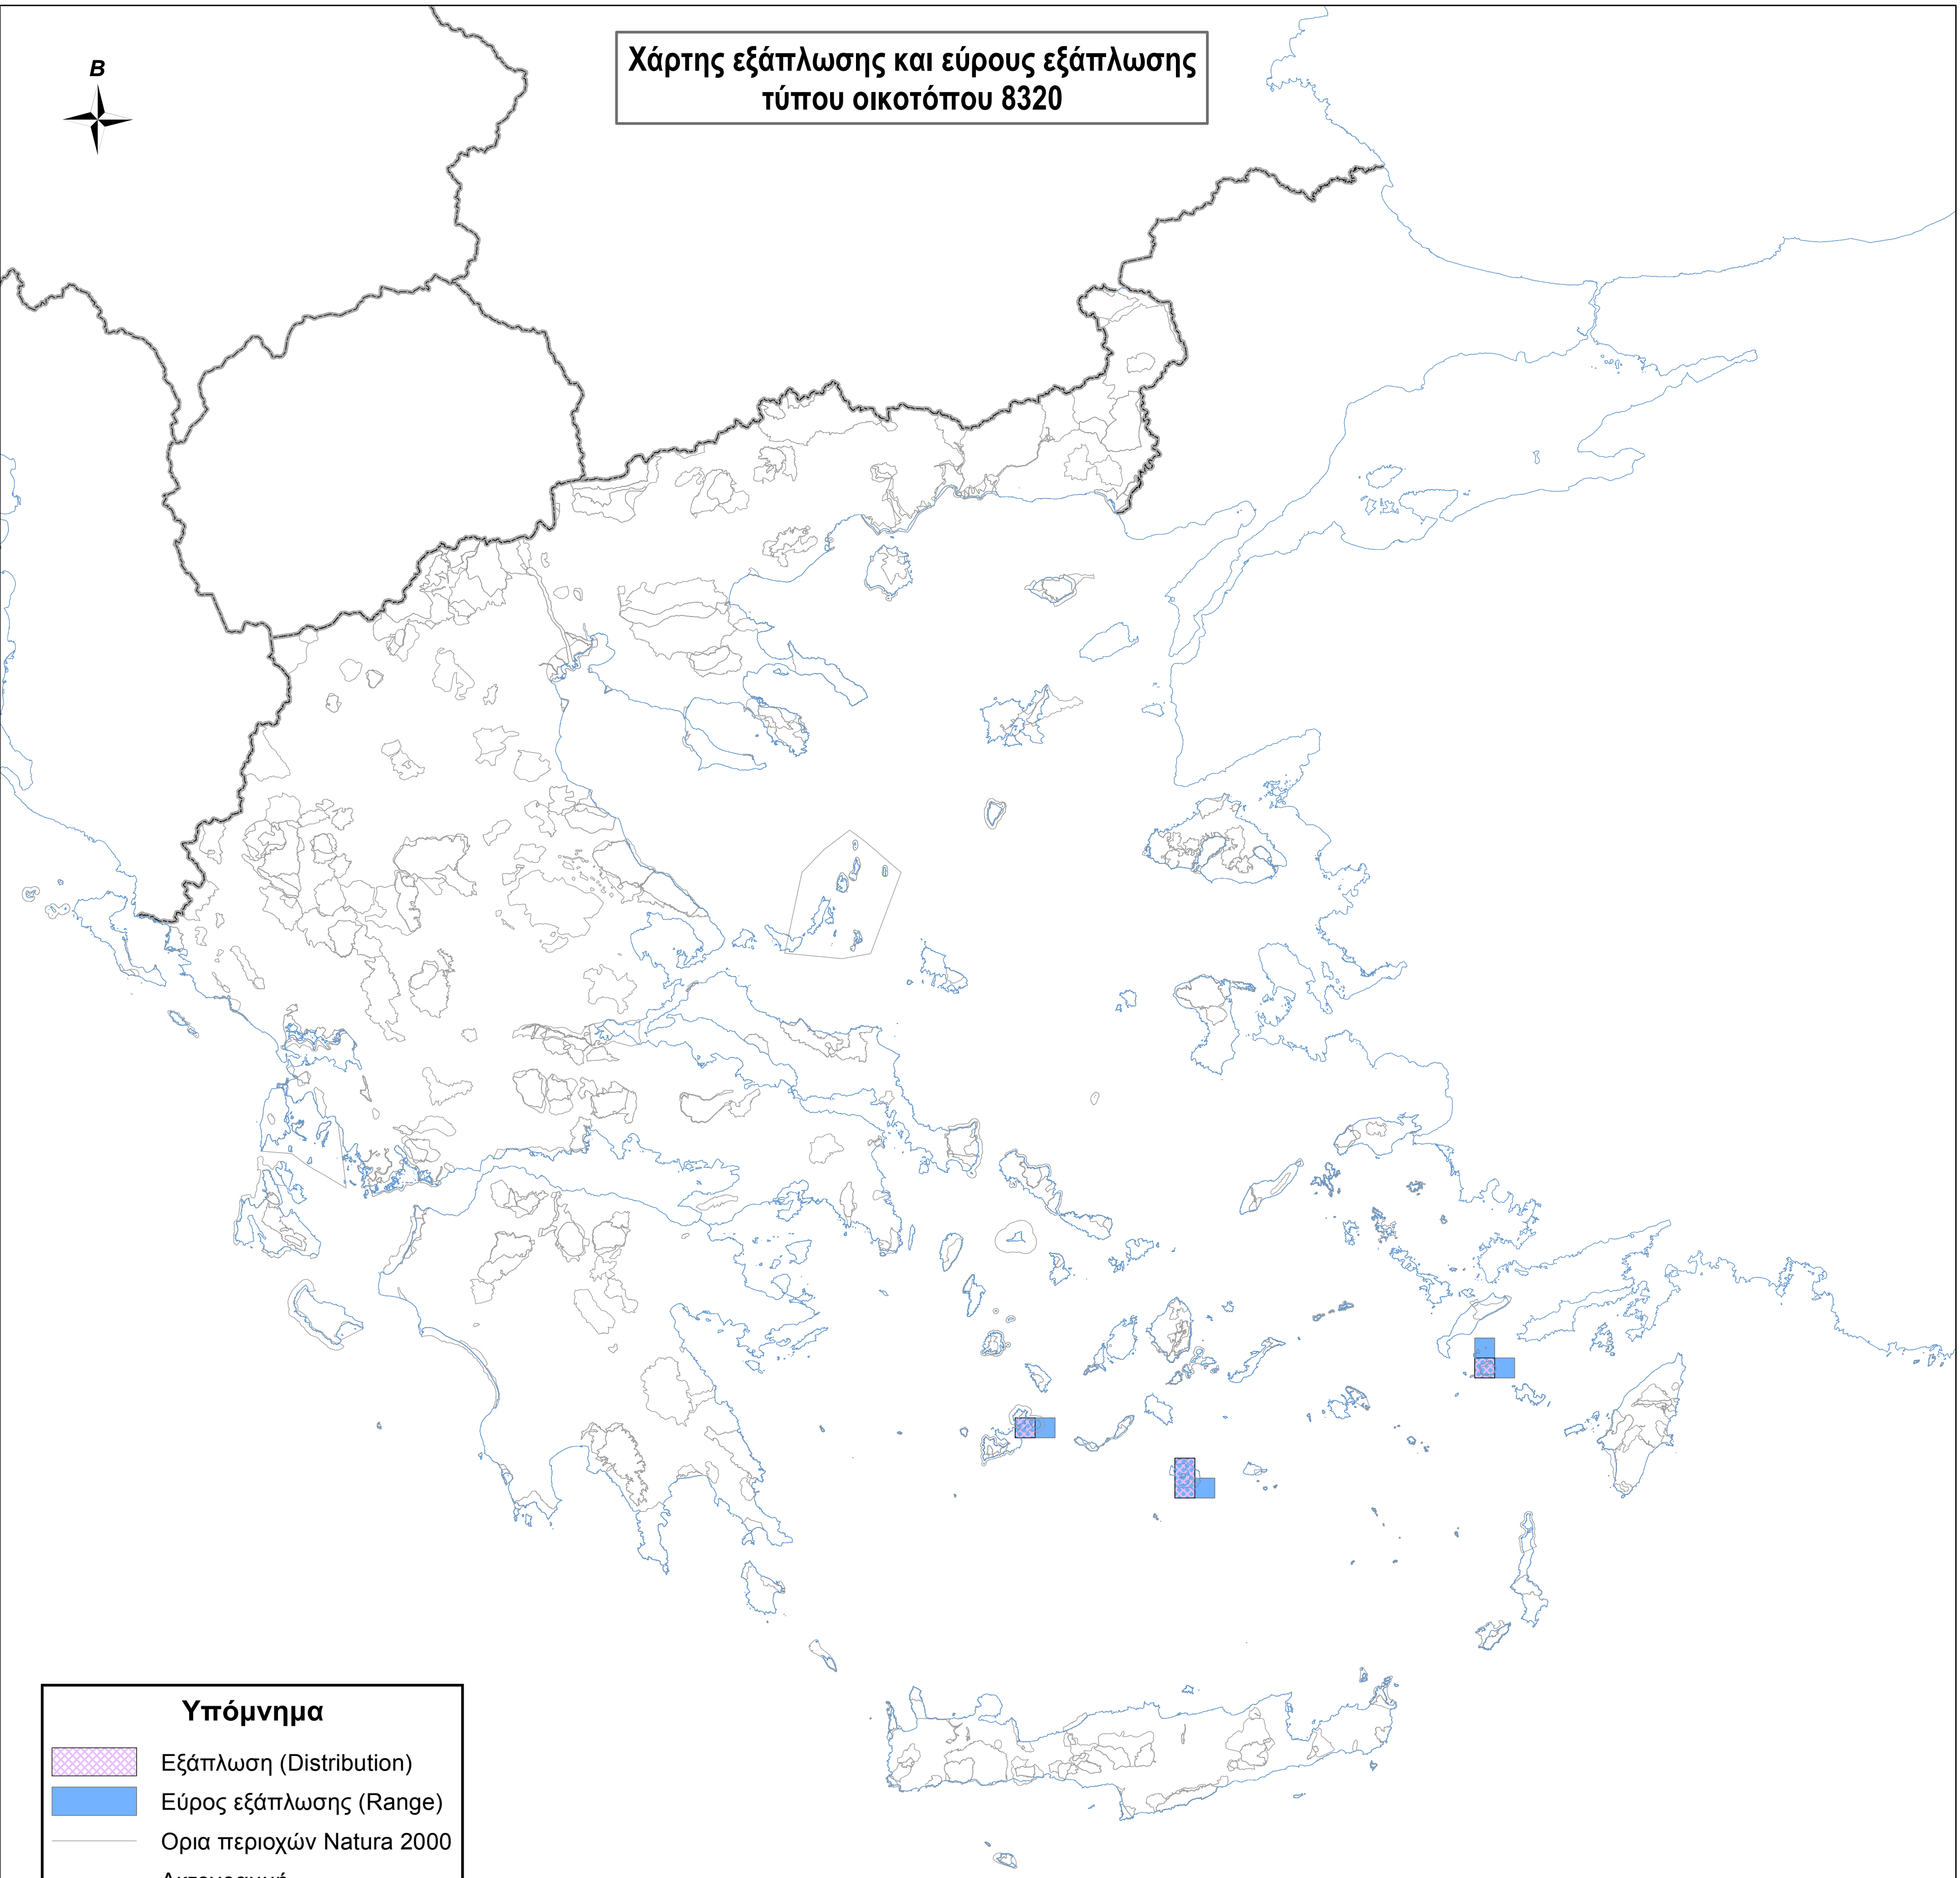 Χάρτης εξάπλωσης και εύρους εξάπλωσης
τύπου οικοτόπου 8320
Β
Υπόμνημα
Εξάπλωση (Distribution)
Εύρος εξάπλωσης (Range)
Ορια περιοχών Natura 2000